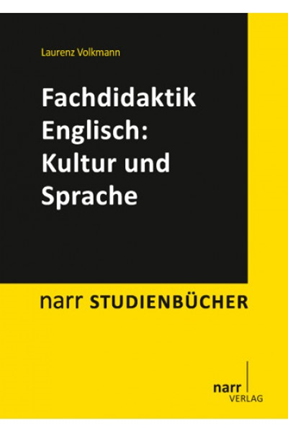 Laurenz Volkmann
Fachdidaktik
Englisch:
Kultur und
Sprache
narr STUDIENBÜCHER
narr
VERLAG